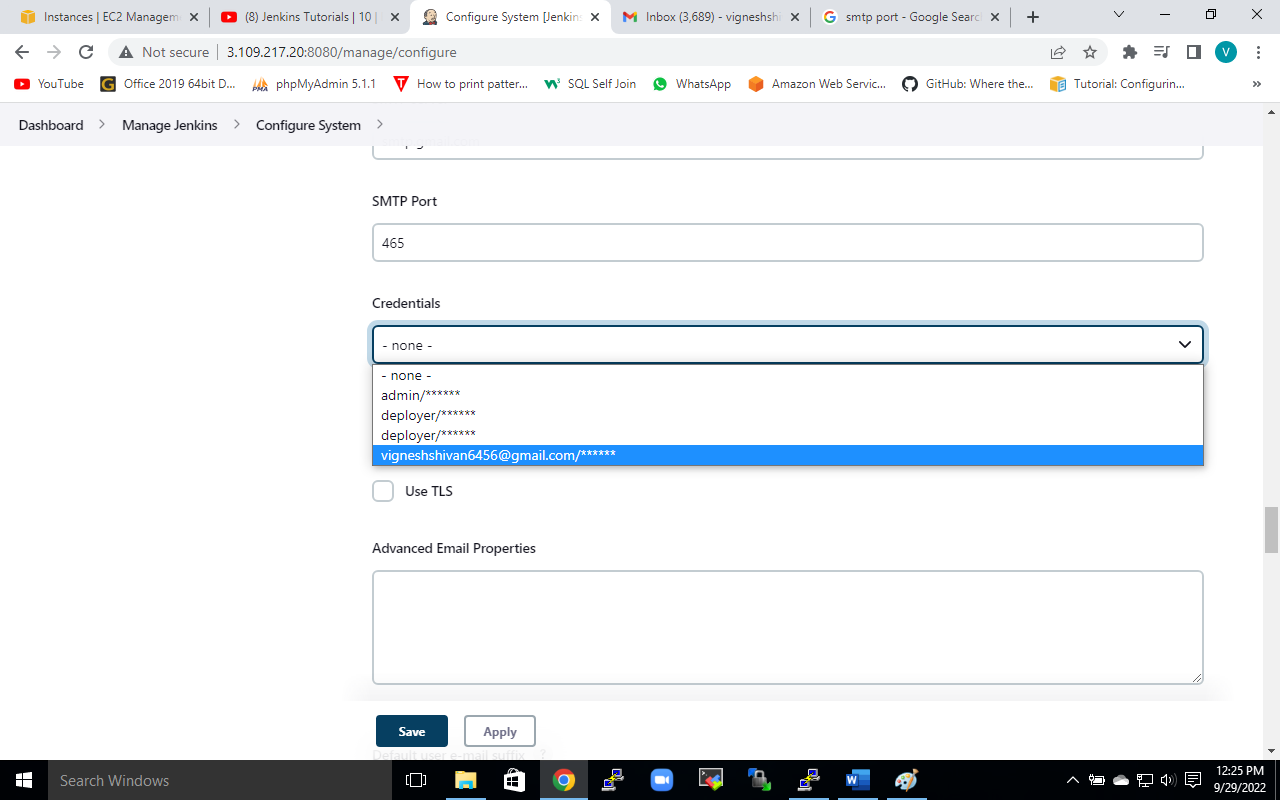 Instances | EC2 Managem
(8) Jenkins Tutorials | 10 |
Configure System [Jenkin
Inbox (3,689) - vigneshshi
smtp port - Google Searc
Not secure
3.109.217.20:8080/manage/configure
V
YouTube
Office 2019 64bit D...
phpMyAdmin 5.1.1
How to print patter...
SQL Self Join
WhatsApp
Amazon Web Servic...
GitHub: Where the...
Tutorial: Configurin...
»
Dashboard
Manage Jenkins
Configure System
SMTP Port
465
Credentials
- none -
- none -
admin/******
deployer/******
deployer/******
vigneshshivan6456@gmail.com/******
Use TLS
Advanced Email Properties
Save
Apply
Default user e-mail suffix ?
Search Windows
12:25 PM
9/29/2022